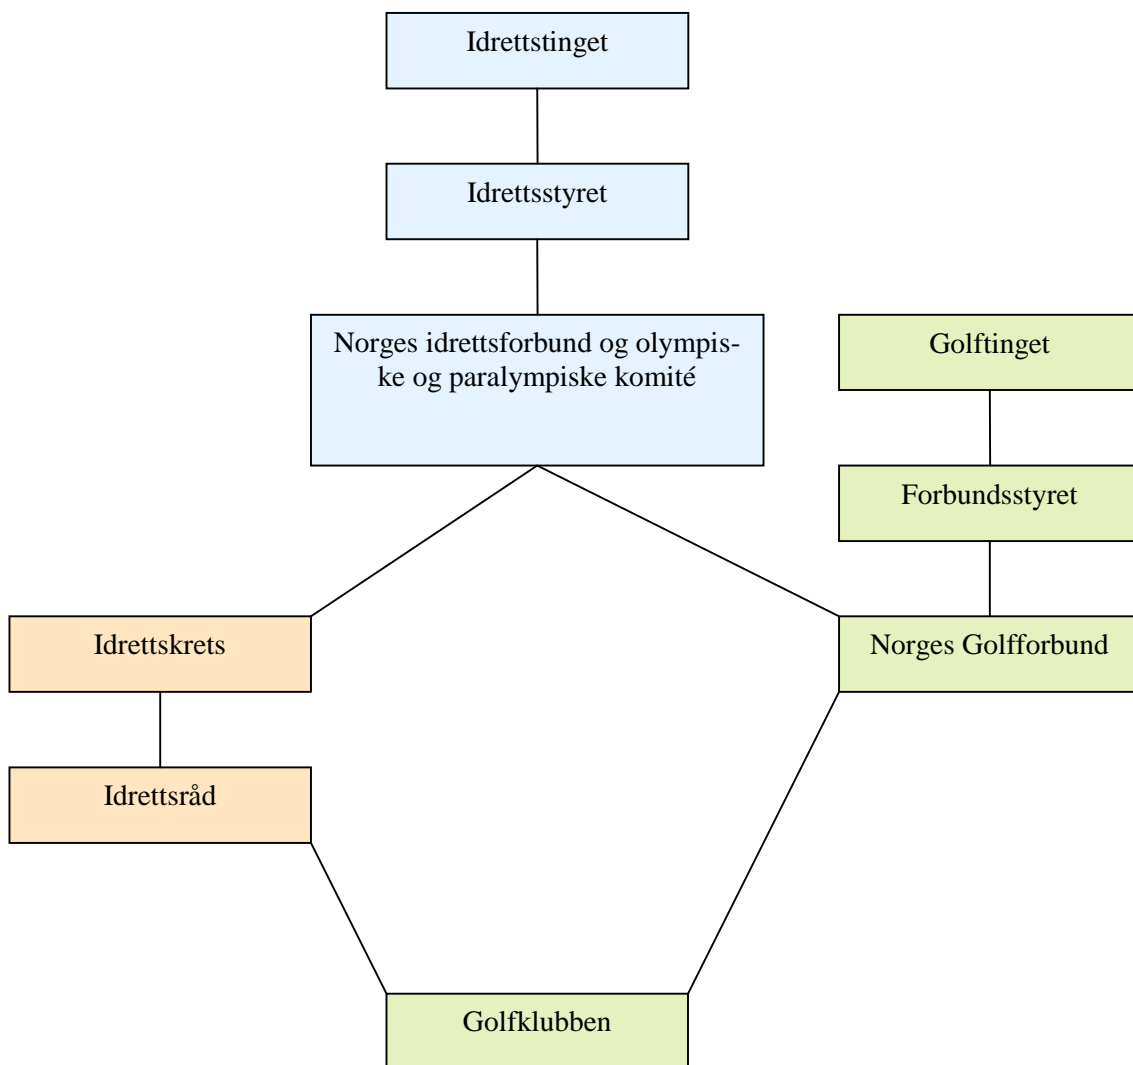 Idrettstinget
Idrettsstyret
Norges idrettsforbund og olympis-
ke og paralympiske komité
Golftinget
Forbundsstyret
Idrettskrets
Norges Golfforbund
Idrettsråd
Golfklubben